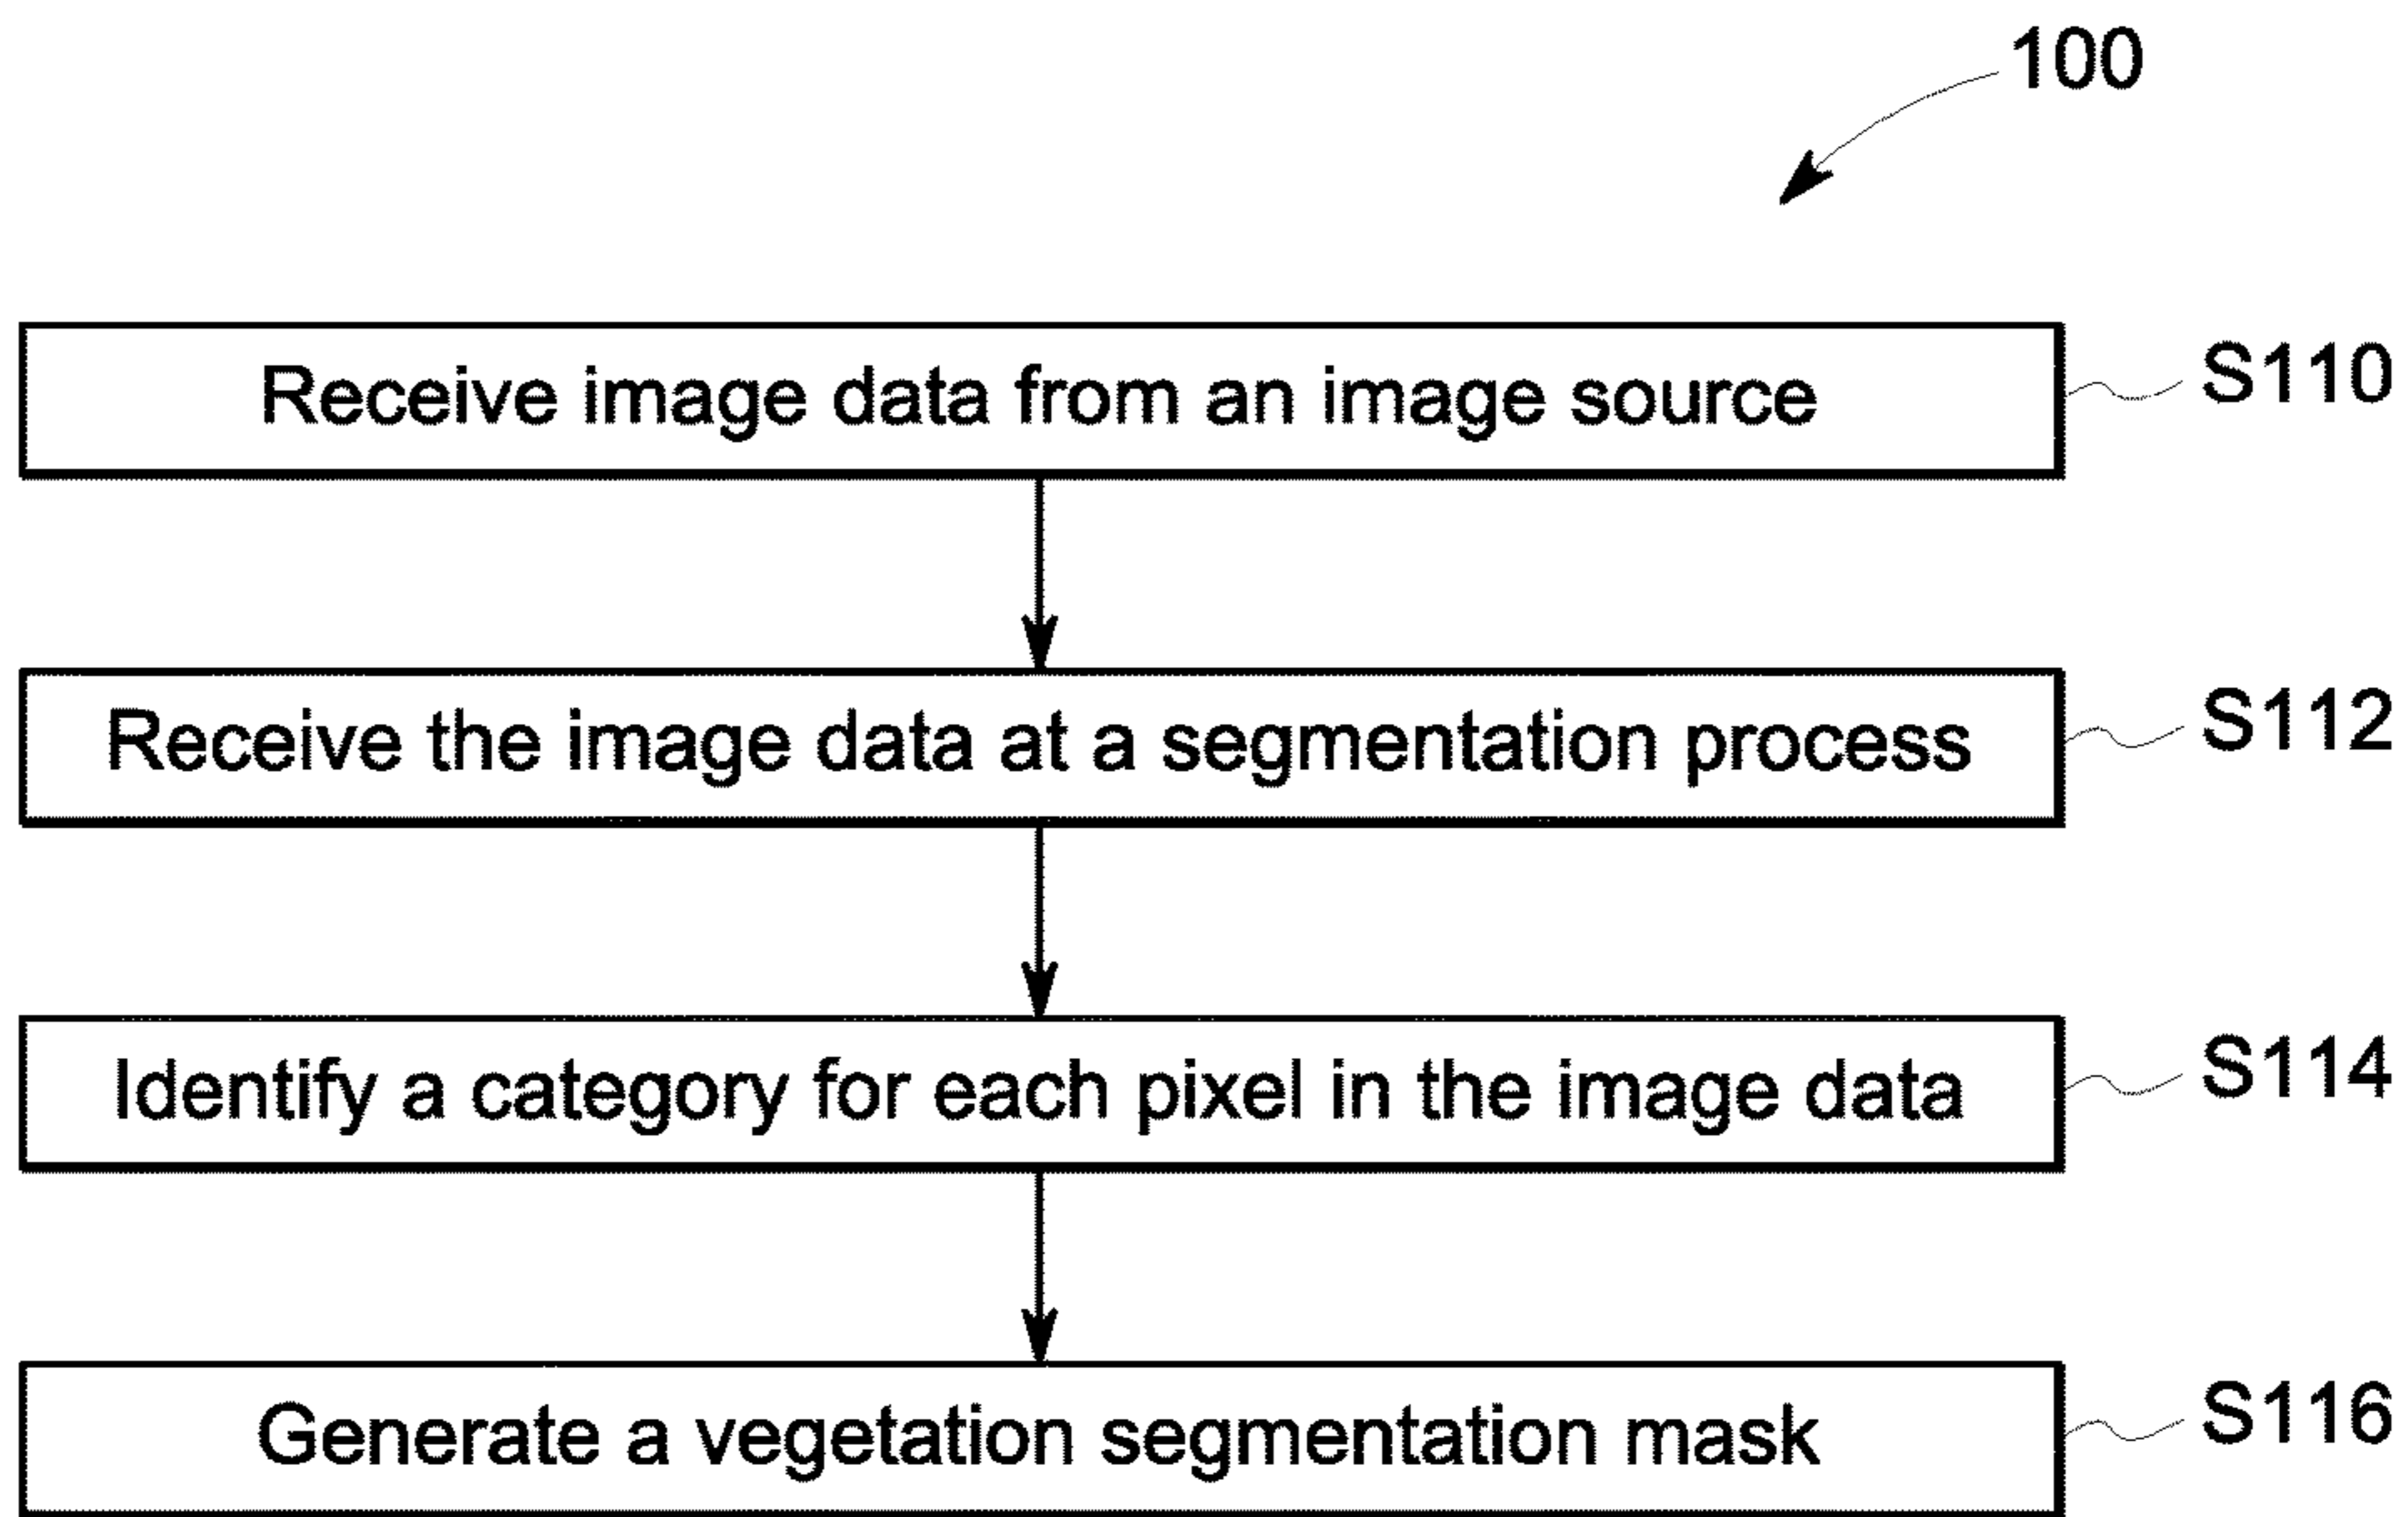 100
Receive image data from an image source S110
Receive the image data at a segmentation process S112
Identify a category for each pixel in the image data S114
Generate a vegetation segmentation mask S116